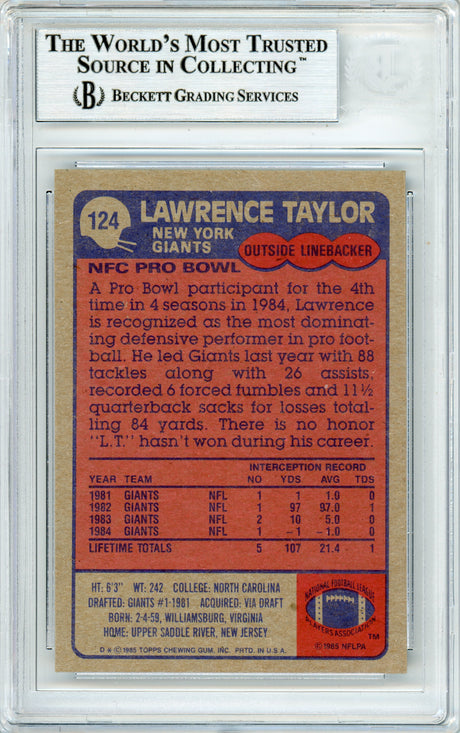 THE WORLD'S MOST TRUSTED
SOURCE IN COLLECTING™
B BECKETT GRADING SERVICES
124
LAWRENCE TAYLOR
NEW YORK
GIANTS
OUTSIDE LINEBACKER
NFC PRO BOWL
A Pro Bowl participant for the 4th
time in 4 seasons in 1984, Lawrence
is recognized as the most dominat-
ing defensive performer in pro foot-
ball. He led Giants last year with 88
tackles along with 26 assists,
recorded 6 forced fumbles and 11½
quarterback sacks for losses total-
ling 84 yards. There is no honor
"L.T." hasn't won during his career.
INTERCEPTION RECORD
YEAR TEAM NO YDS AVG TDS
1981 GIANTS NFL 1 1 1.0 0
1982 GIANTS NFL 1 97 97.0 1
1983 GIANTS NFL 2 10 5.0 0
1984 GIANTS NFL 1 -1 -1.0 0
LIFETIME TOTALS 5 107 21.4 1
HT: 6'3" WT: 242 COLLEGE: NORTH CAROLINA
DRAFTED: GIANTS #1-1981 ACQUIRED: VIA DRAFT
BORN: 2-4-59, WILLIAMSBURG, VIRGINIA
HOME: UPPER SADDLE RIVER, NEW JERSEY
D* © 1985 TOPPS CHEWING GUM, INC. PRTD. IN U.S.A.
NATIONAL FOOTBALL LEAGUE
PLAYERS ASSOCIATION
TM
© 1985 NFLPA